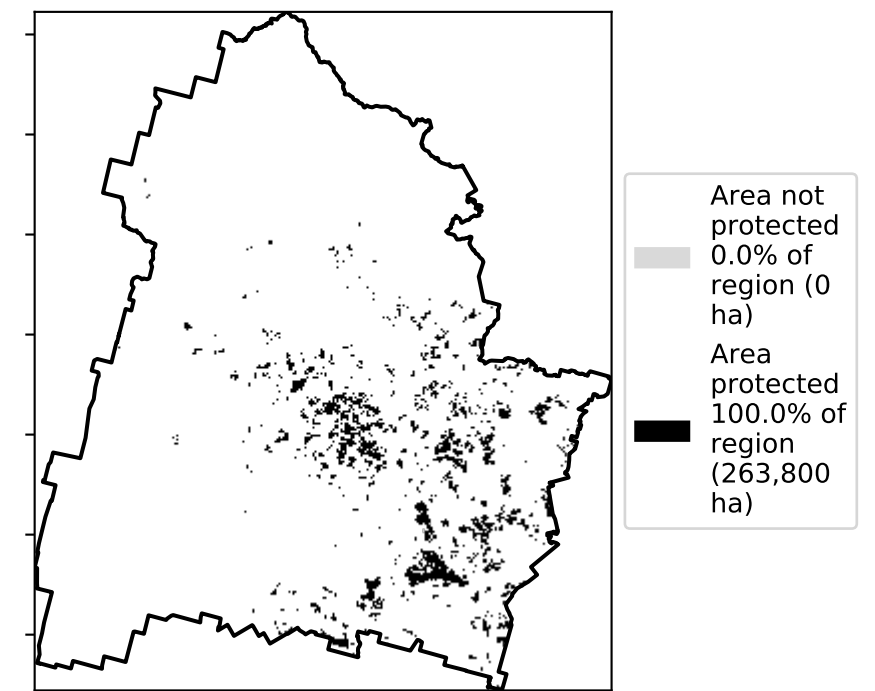 Area not
protected
0.0% of
region (0
ha)
Area
protected
100.0% of
region
(263,800
ha)